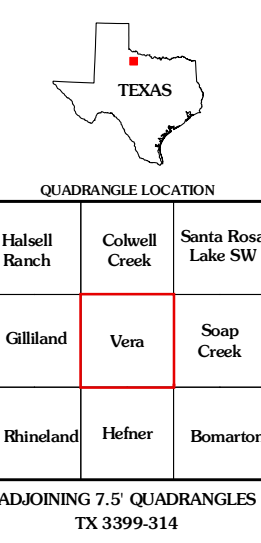 TEXAS
QUADRANGLE LOCATION
Halsell Ranch
Colwell Creek
Santa Rosa Lake SW
Gilliland
Vera
Soap Creek
Rhineland
Hefner
Bomarton
ADJOINING 7.5' QUADRANGLES
TX 3399-314